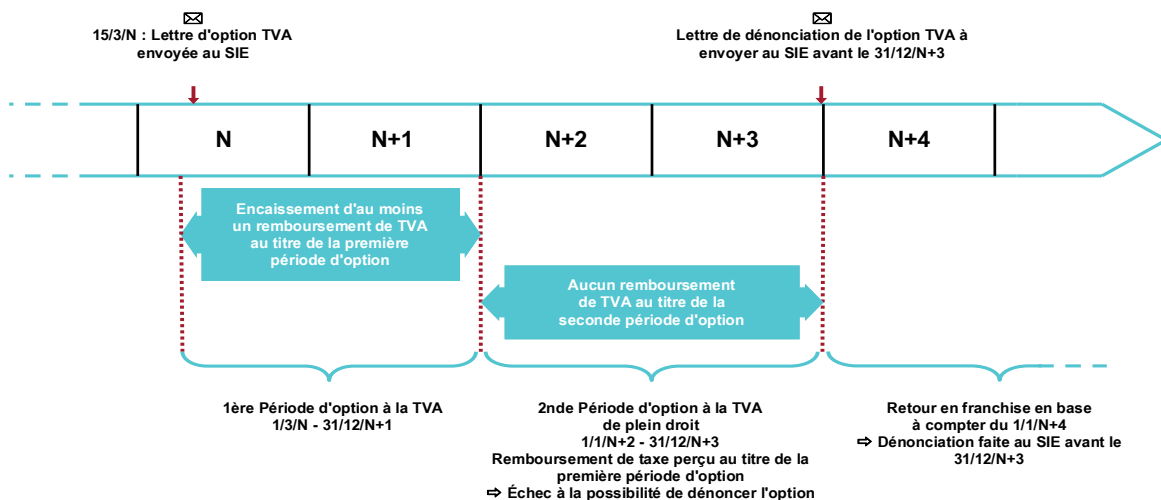 15/3/N : Lettre d'option TVA
envoyée au SIE
Lettre de dénonciation de l'option TVA à
envoyer au SIE avant le 31/12/N+3
N
N+1
N+2
N+3
N+4
Encaissement d'au moins
un remboursement de TVA
au titre de la première
période d'option
Aucun remboursement
de TVA au titre de la
seconde période d'option
1ère Période d'option à la TVA
1/3/N - 31/12/N+1
2nde Période d'option à la TVA
de plein droit
1/1/N+2 - 31/12/N+3
Remboursement de taxe perçu au titre de la
première période d'option
⇨ Échec à la possibilité de dénoncer l'option
Retour en franchise en base
à compter du 1/1/N+4
⇨ Dénonciation faite au SIE avant le
31/12/N+3